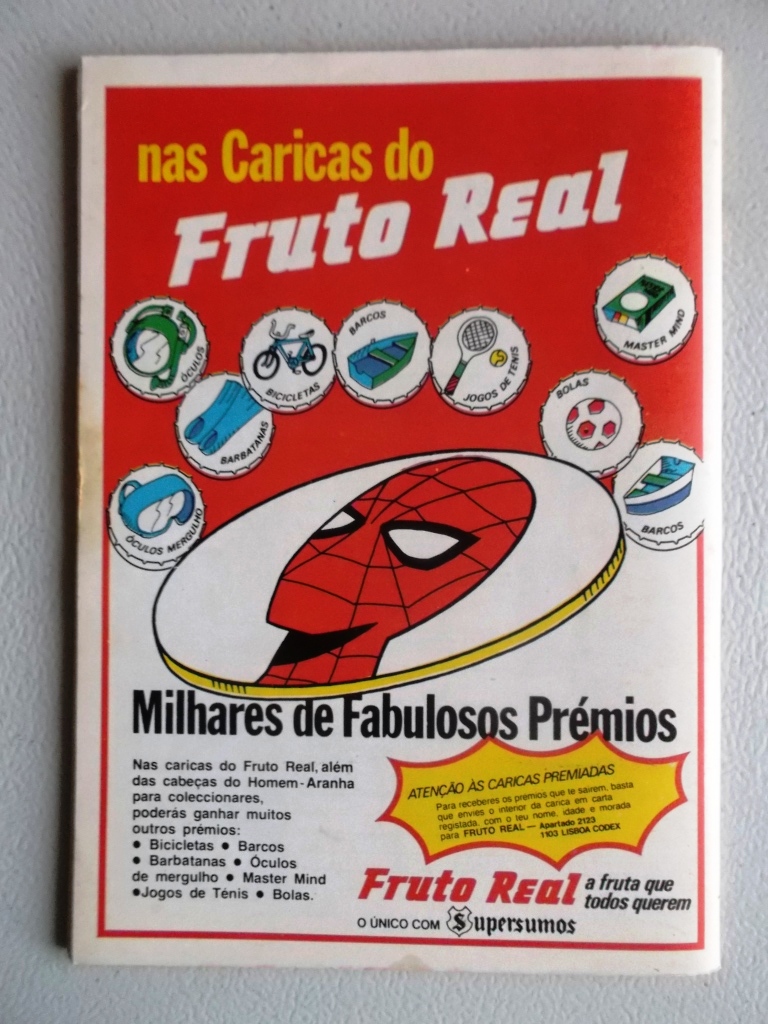 nas Caricas do
Fruto Real
ÓCULOS
BICICLETAS
BARCOS
JOGOS DE TENIS
MASTER MIND
BARBATANAS
BOLAS
ÓCULOS MERGULHO
BARCOS
Milhares de Fabulosos Prémios
Nas caricas do Fruto Real, além
das cabeças do Homem-Aranha
para coleccionares,
poderás ganhar muitos
outros prémios:
• Bicicletas • Barcos
• Barbatanas • Óculos
de mergulho • Master Mind
•Jogos de Ténis • Bolas.
ATENÇÃO ÀS CARICAS PREMIADAS
Para receberes os prémios que te sairem, basta
que envies o interior da carica em carta
registada, com o teu nome, idade e morada
para FRUTO REAL — Apartado 2123
1103 LISBOA CODEX
Fruto Real a fruta que
todos querem
O ÚNICO COM Supersumos